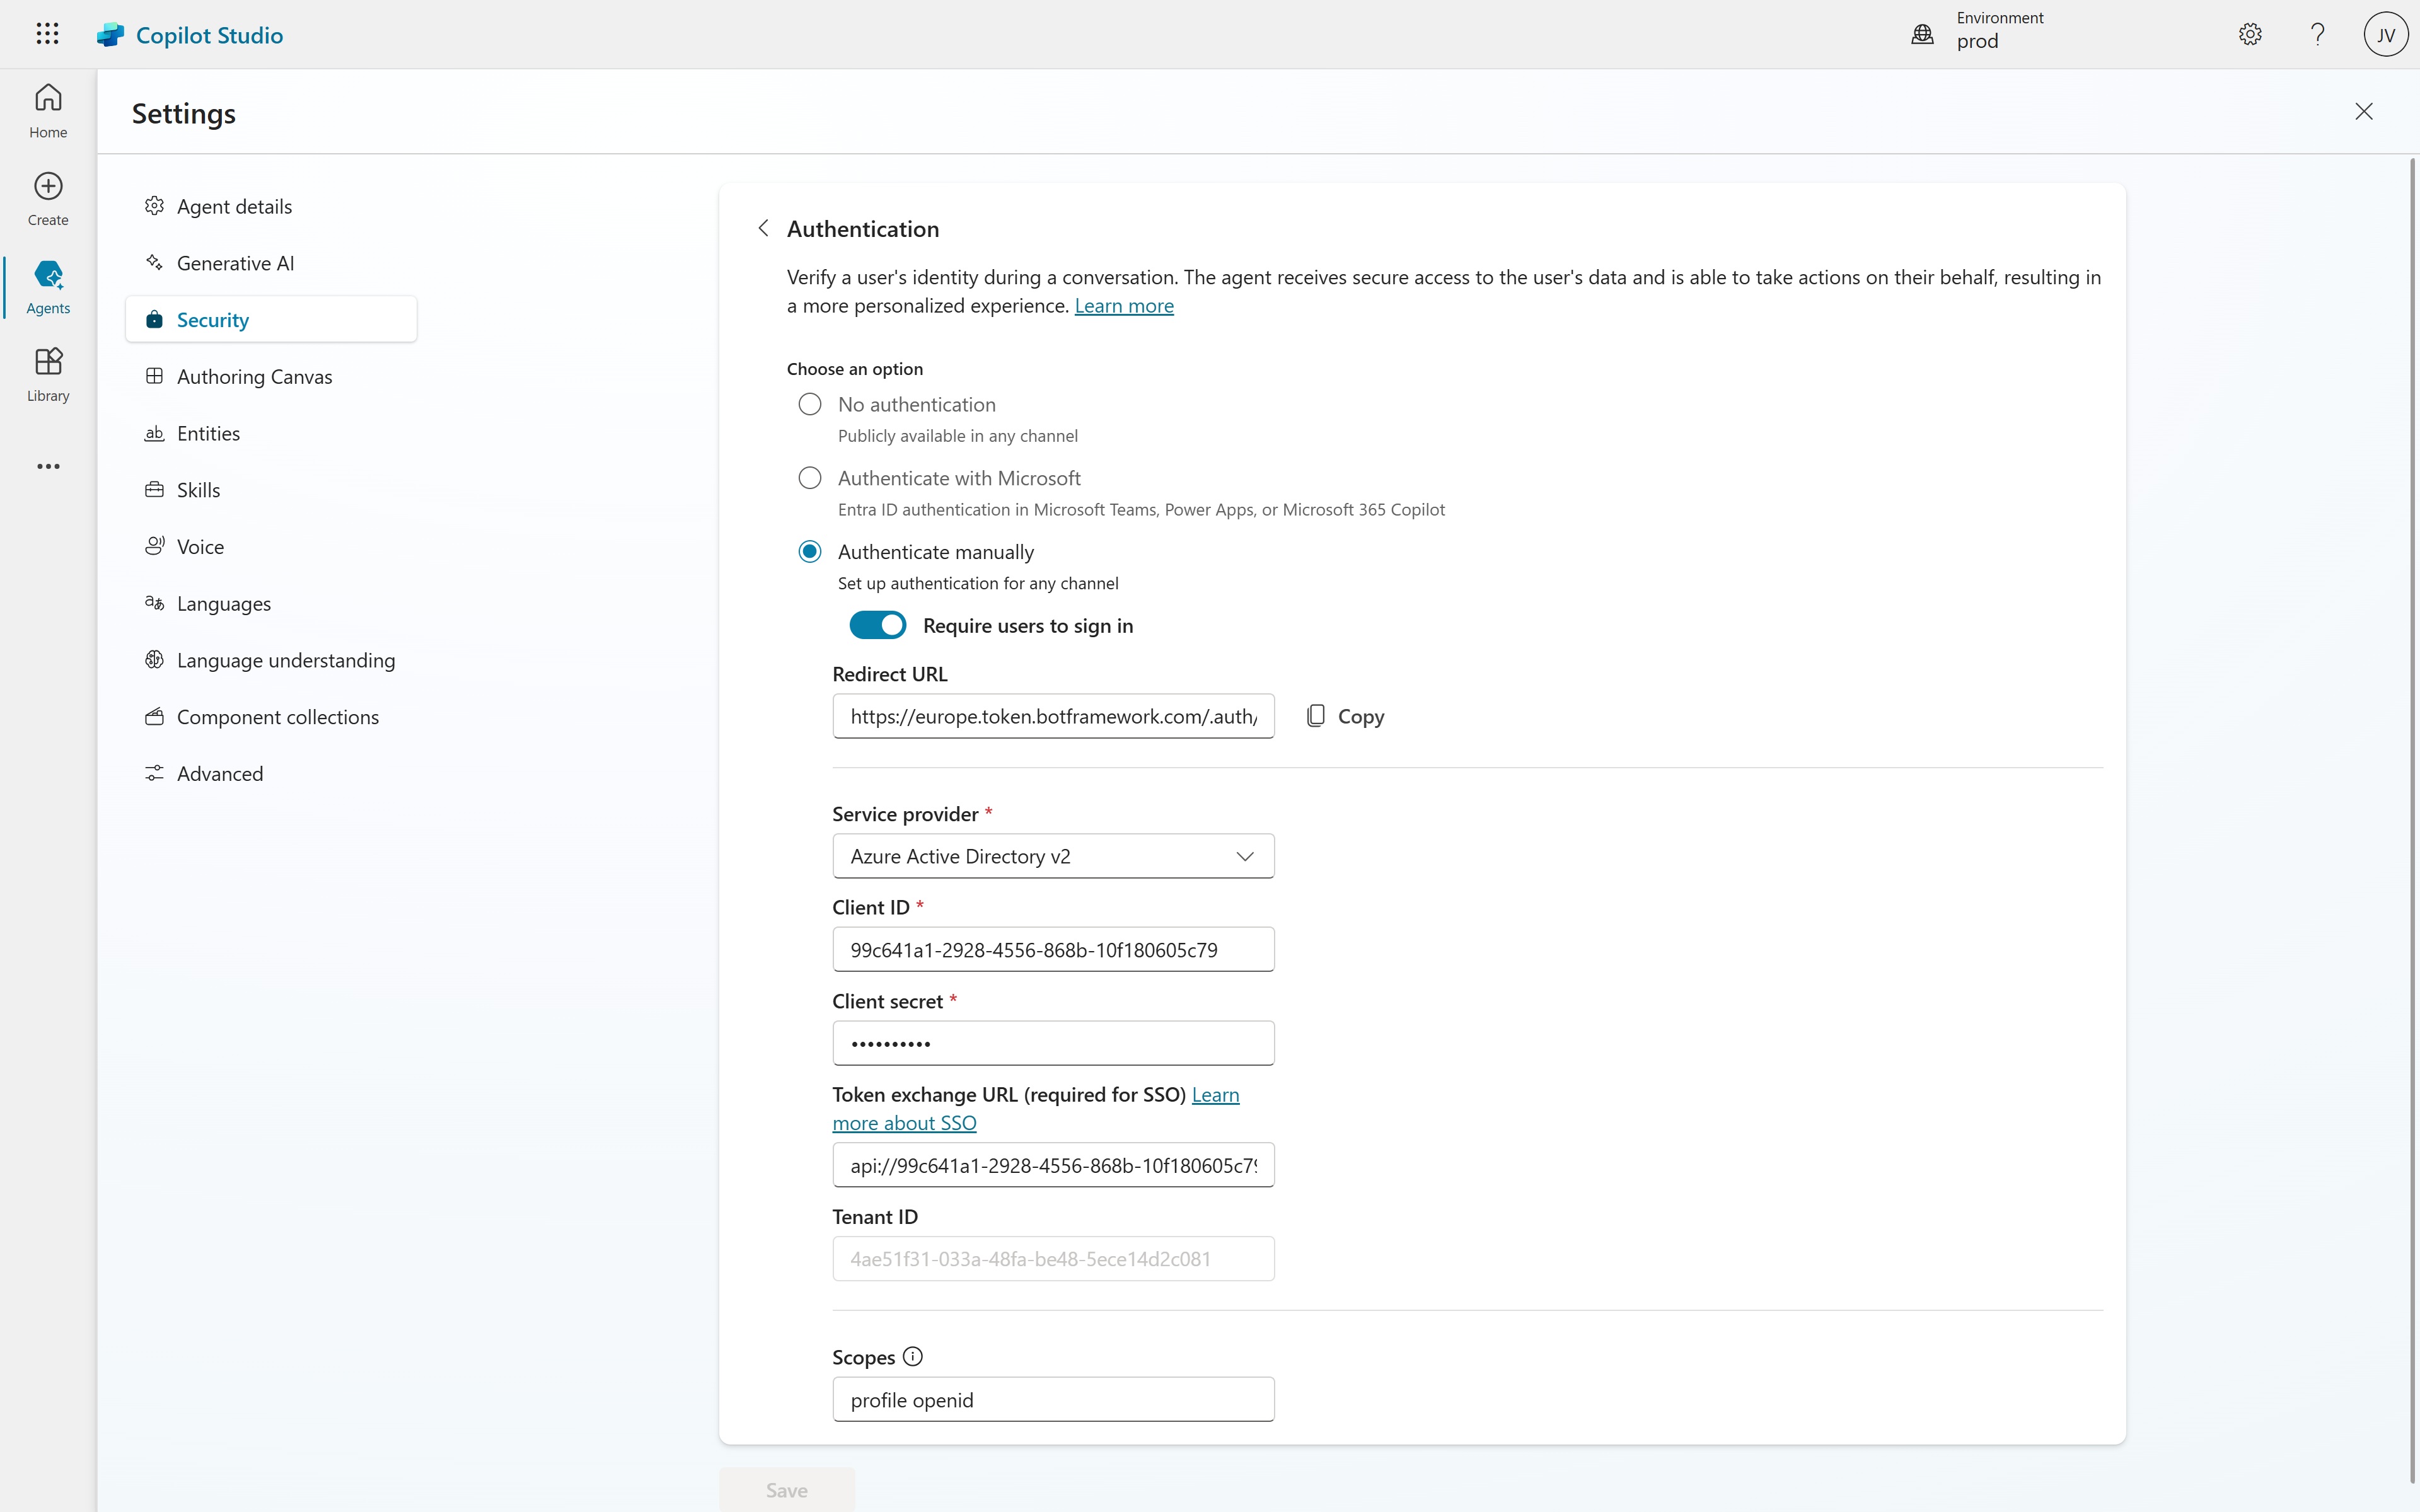 Copilot Studio
Environment
prod
JV
Home
Create
Agents
Library
Settings
Agent details
Generative AI
Security
Authoring Canvas
Entities
Skills
Voice
Languages
Language understanding
Component collections
Advanced
Authentication
Verify a user's identity during a conversation. The agent receives secure access to the user's data and is able to take actions on their behalf, resulting in
a more personalized experience. Learn more
Choose an option
No authentication
Publicly available in any channel
Authenticate with Microsoft
Entra ID authentication in Microsoft Teams, Power Apps, or Microsoft 365 Copilot
Authenticate manually
Set up authentication for any channel
Require users to sign in
Redirect URL
https://europe.token.botframework.com/.auth/
Copy
Service provider *
Azure Active Directory v2
Client ID *
99c641a1-2928-4556-868b-10f180605c79
Client secret *
••••••••••
Token exchange URL (required for SSO) Learn
more about SSO
api://99c641a1-2928-4556-868b-10f180605c79
Tenant ID
4ae51f31-033a-48fa-be48-5ece14d2c081
Scopes
profile openid
Save